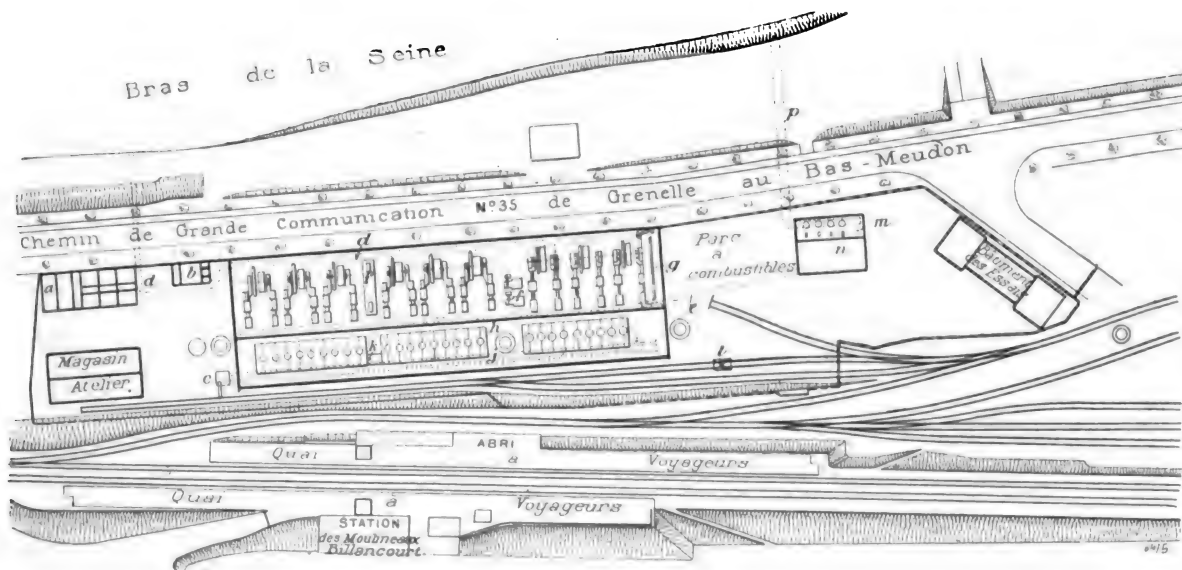 Bras de la Seine
p
Chemin de Grande Communication N° 35 de Grenelle au Bas-Meudon
a
d
b
d
f
g
Parc
à
combustibles
m
n
Bâtiment
des Essais
h
k
j
e
l
c
Magasin
Atelier
Quai
ABRI
à
Voyageurs
Quai
à
Voyageurs
STATION
des Moulineaux
Billancourt.